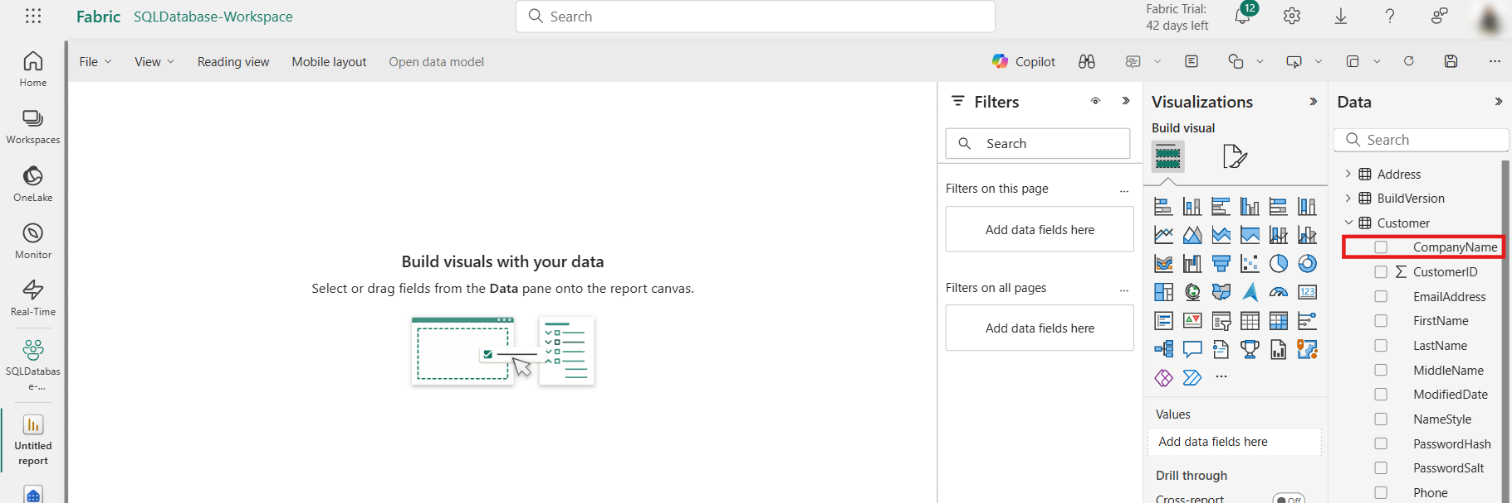 Fabric SQLDatabase-Workspace
Search
Fabric Trial:
42 days left
12
File
View
Reading view
Mobile layout
Open data model
Copilot
Home
Workspaces
OneLake
Monitor
Real-Time
SQLDatabas
e-...
Untitled
report
Build visuals with your data
Select or drag fields from the Data pane onto the report canvas.
Filters
Search
Filters on this page
...
Add data fields here
Filters on all pages
...
Add data fields here
Visualizations
Build visual
123
...
Values
Add data fields here
Drill through
Cross-report
Off
Data
Search
Address
BuildVersion
Customer
CompanyName
∑ CustomerID
EmailAddress
FirstName
LastName
MiddleName
ModifiedDate
NameStyle
PasswordHash
PasswordSalt
Phone